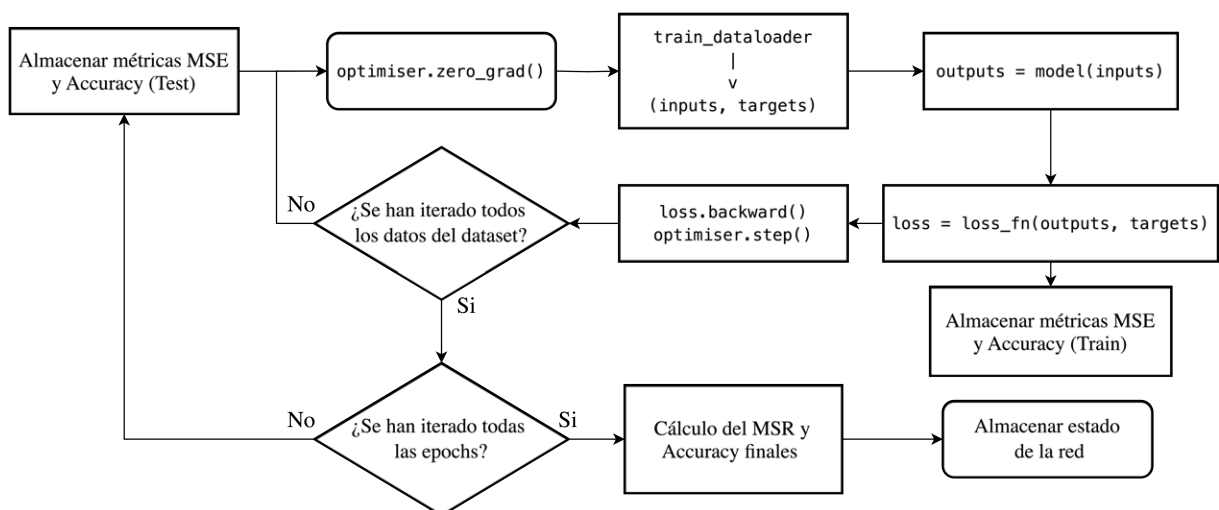 Almacenar métricas MSE
y Accuracy (Test)
optimiser.zero_grad()
train_dataloader
|
v
(inputs, targets)
outputs = model(inputs)
No
¿Se han iterado todos
los datos del dataset?
loss.backward()
optimiser.step()
loss = loss_fn(outputs, targets)
Si
Almacenar métricas MSE
y Accuracy (Train)
No
¿Se han iterado todas
las epochs?
Si
Cálculo del MSR y
Accuracy finales
Almacenar estado
de la red